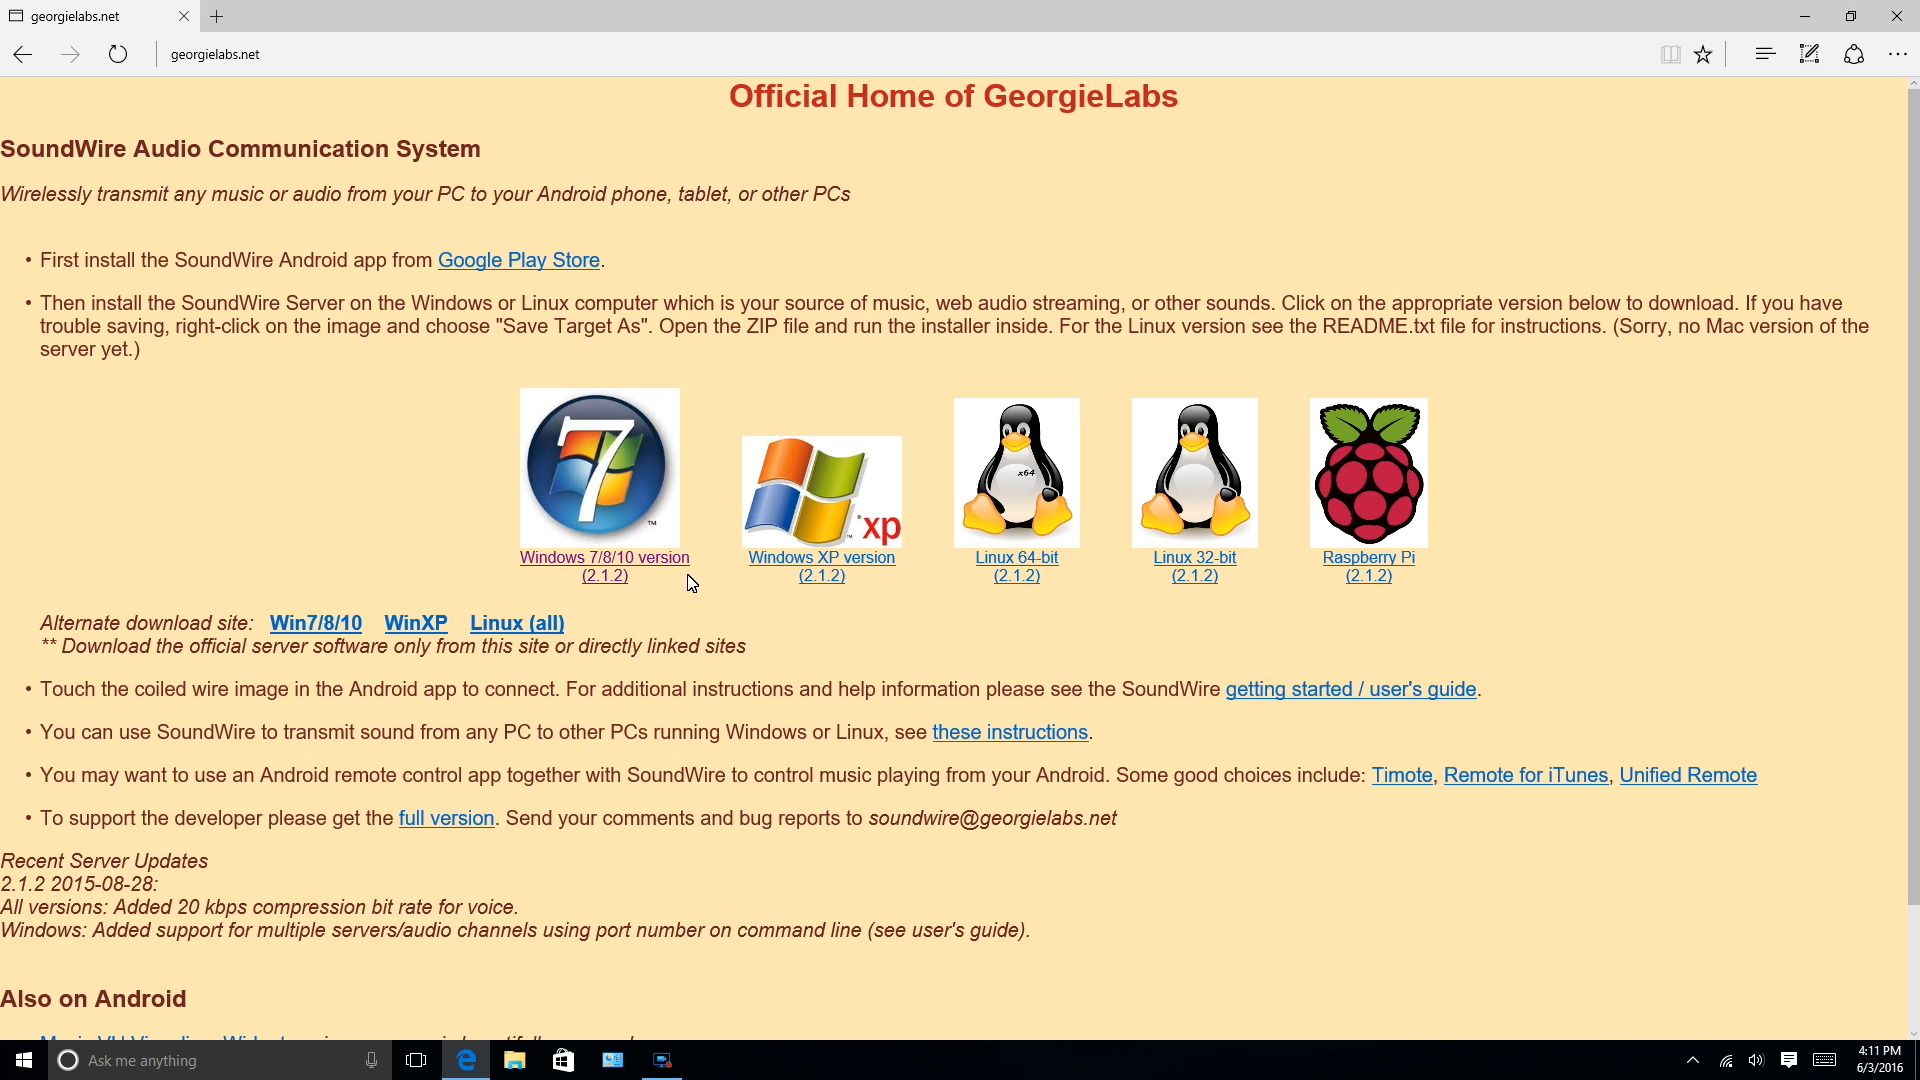 georgielabs.net
georgielabs.net
Official Home of GeorgieLabs
SoundWire Audio Communication System
Wirelessly transmit any music or audio from your PC to your Android phone, tablet, or other PCs
• First install the SoundWire Android app from Google Play Store.
• Then install the SoundWire Server on the Windows or Linux computer which is your source of music, web audio streaming, or other sounds. Click on the appropriate version below to download. If you have
trouble saving, right-click on the image and choose "Save Target As". Open the ZIP file and run the installer inside. For the Linux version see the README.txt file for instructions. (Sorry, no Mac version of the
server yet.)
7
TM
xp
x64
Windows 7/8/10 version
(2.1.2)
Windows XP version
(2.1.2)
Linux 64-bit
(2.1.2)
Linux 32-bit
(2.1.2)
Raspberry Pi
(2.1.2)
Alternate download site: Win7/8/10 WinXP Linux (all)
** Download the official server software only from this site or directly linked sites
• Touch the coiled wire image in the Android app to connect. For additional instructions and help information please see the SoundWire getting started / user's guide.
• You can use SoundWire to transmit sound from any PC to other PCs running Windows or Linux, see these instructions.
• You may want to use an Android remote control app together with SoundWire to control music playing from your Android. Some good choices include: Timote, Remote for iTunes, Unified Remote
• To support the developer please get the full version. Send your comments and bug reports to soundwire@georgielabs.net
Recent Server Updates
2.1.2 2015-08-28:
All versions: Added 20 kbps compression bit rate for voice.
Windows: Added support for multiple servers/audio channels using port number on command line (see user's guide).
Also on Android
Ask me anything
4:11 PM
6/3/2016